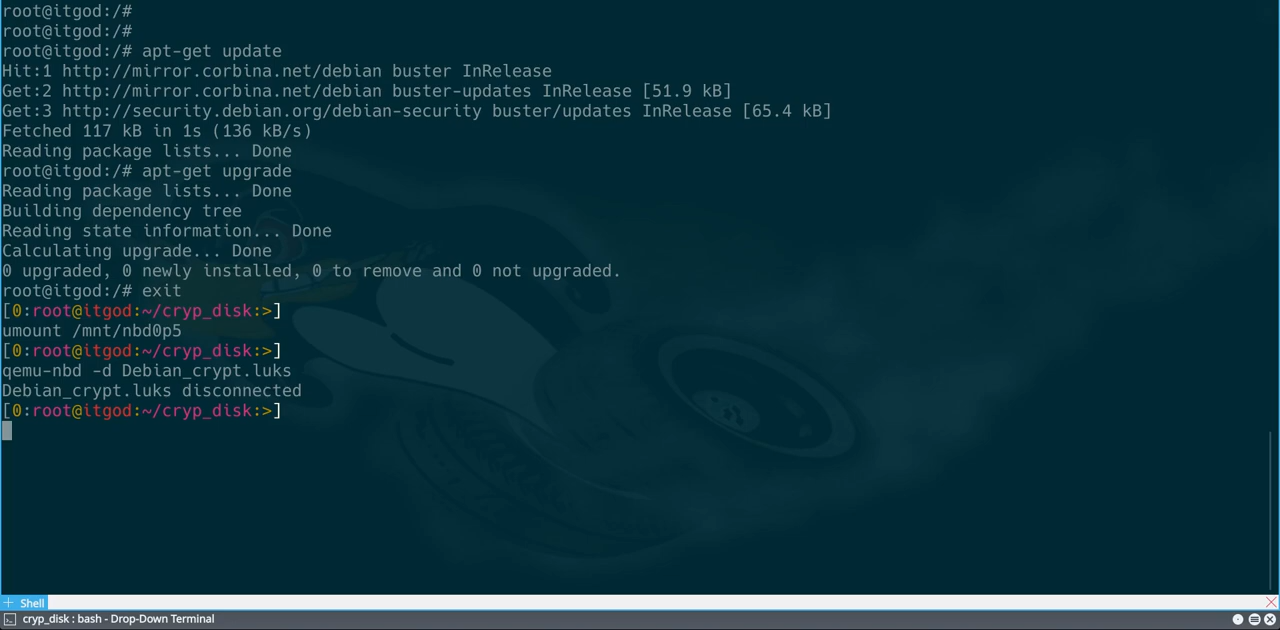 root@itgod:/#
root@itgod:/#
root@itgod:/# apt-get update
Hit:1 http://mirror.corbina.net/debian buster InRelease
Get:2 http://mirror.corbina.net/debian buster-updates InRelease [51.9 kB]
Get:3 http://security.debian.org/debian-security buster/updates InRelease [65.4 kB]
Fetched 117 kB in 1s (136 kB/s)
Reading package lists... Done
root@itgod:/# apt-get upgrade
Reading package lists... Done
Building dependency tree
Reading state information... Done
Calculating upgrade... Done
0 upgraded, 0 newly installed, 0 to remove and 0 not upgraded.
root@itgod:/# exit
[0:root@itgod:~/cryp_disk:>]
umount /mnt/nbd0p5
[0:root@itgod:~/cryp_disk:>]
qemu-nbd -d Debian_crypt.luks
Debian_crypt.luks disconnected
[0:root@itgod:~/cryp_disk:>]
Shell
cryp_disk : bash - Drop-Down Terminal